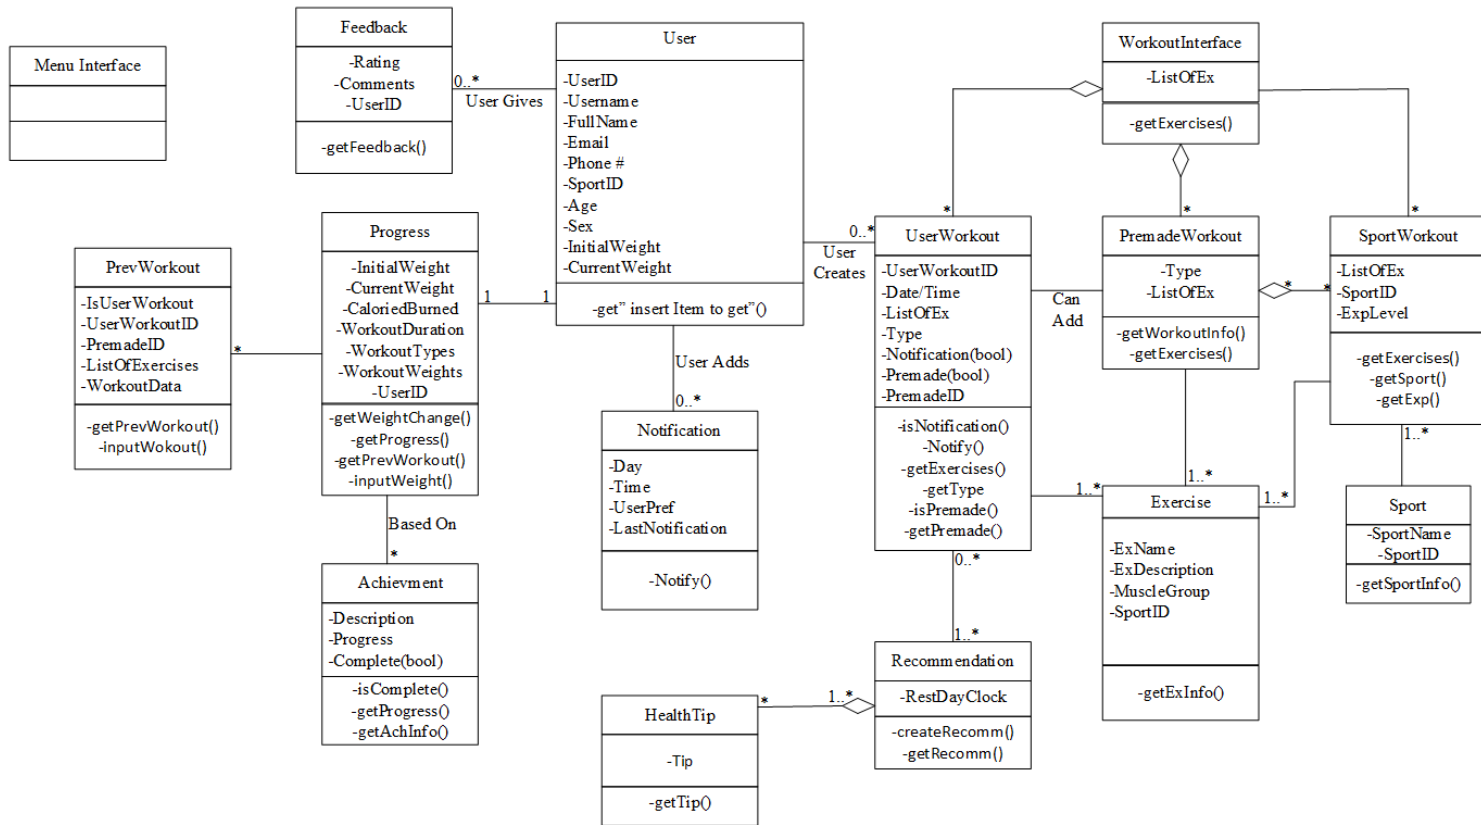 Menu Interface
Feedback
-Rating
-Comments
-UserID
-getFeedback()
0..*
User Gives
User
-UserID
-Username
-FullName
-Email
-Phone #
-SportID
-Age
-Sex
-InitialWeight
-CurrentWeight
-get” insert Item to get”()
WorkoutInterface
-ListOfEx
-getExercises()
*
*
*
PrevWorkout
-IsUserWorkout
-UserWorkoutID
-PremadeID
-ListOfExercises
-WorkoutData
-getPrevWorkout()
-inputWokout()
*
Progress
-InitialWeight
-CurrentWeight
-CaloriedBurned
-WorkoutDuration
-WorkoutTypes
-WorkoutWeights
-UserID
-getWeightChange()
-getProgress()
-getPrevWorkout()
-inputWeight()
1
1
0..*
User
Creates
UserWorkout
-UserWorkoutID
-Date/Time
-ListOfEx
-Type
-Notification(bool)
-Premade(bool)
-PremadeID
-isNotification()
-Notify()
-getExercises()
-getType
-isPremade()
-getPremade()
Can
Add
PremadeWorkout
-Type
-ListOfEx
-getWorkoutInfo()
-getExercises()
*
*
SportWorkout
-ListOfEx
-SportID
-ExpLevel
-getExercises()
-getSport()
-getExp()
User Adds
0..*
Notification
-Day
-Time
-UserPref
-LastNotification
-Notify()
Based On
*
Achievment
-Description
-Progress
-Complete(bool)
-isComplete()
-getProgress()
-getAchInfo()
1..*
1..*
1..*
Exercise
-ExName
-ExDescription
-MuscleGroup
-SportID
-getExInfo()
1..*
Sport
-SportName
-SportID
-getSportInfo()
0..*
1..*
Recommendation
-RestDayClock
-createRecomm()
-getRecomm()
*
1..*
HealthTip
-Tip
-getTip()